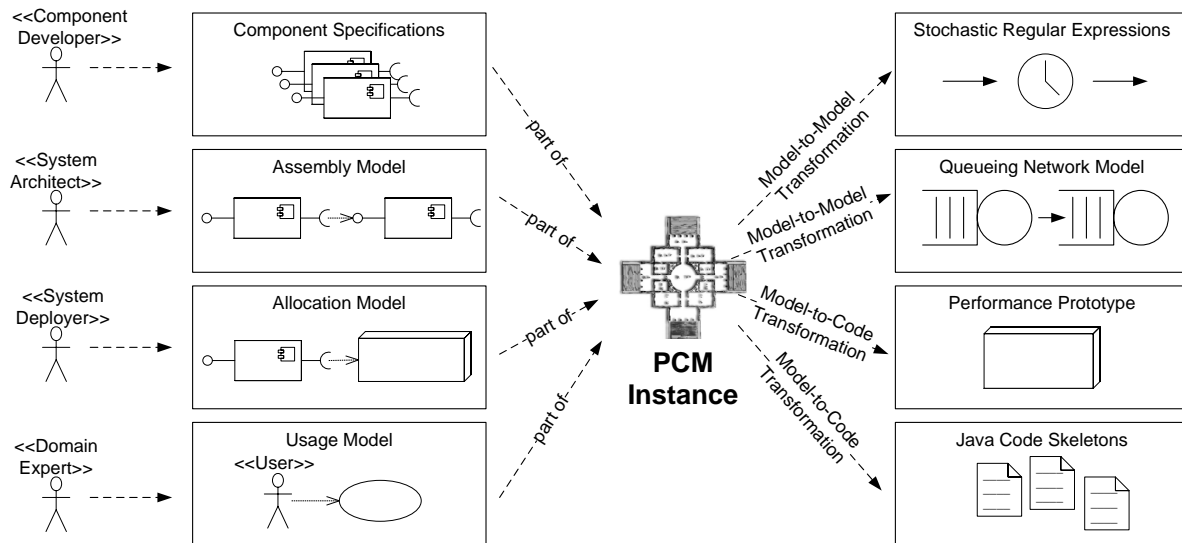 <<Component
Developer>>
Component Specifications
part of
<<System
Architect>>
Assembly Model
part of
<<System
Deployer>>
Allocation Model
part of
<<Domain
Expert>>
Usage Model
<<User>>
part of
PCM
Instance
Model-to-Model
Transformation
Stochastic Regular Expressions
Model-to-Model
Transformation
Queueing Network Model
Model-to-Code
Transformation
Performance Prototype
Model-to-Code
Transformation
Java Code Skeletons